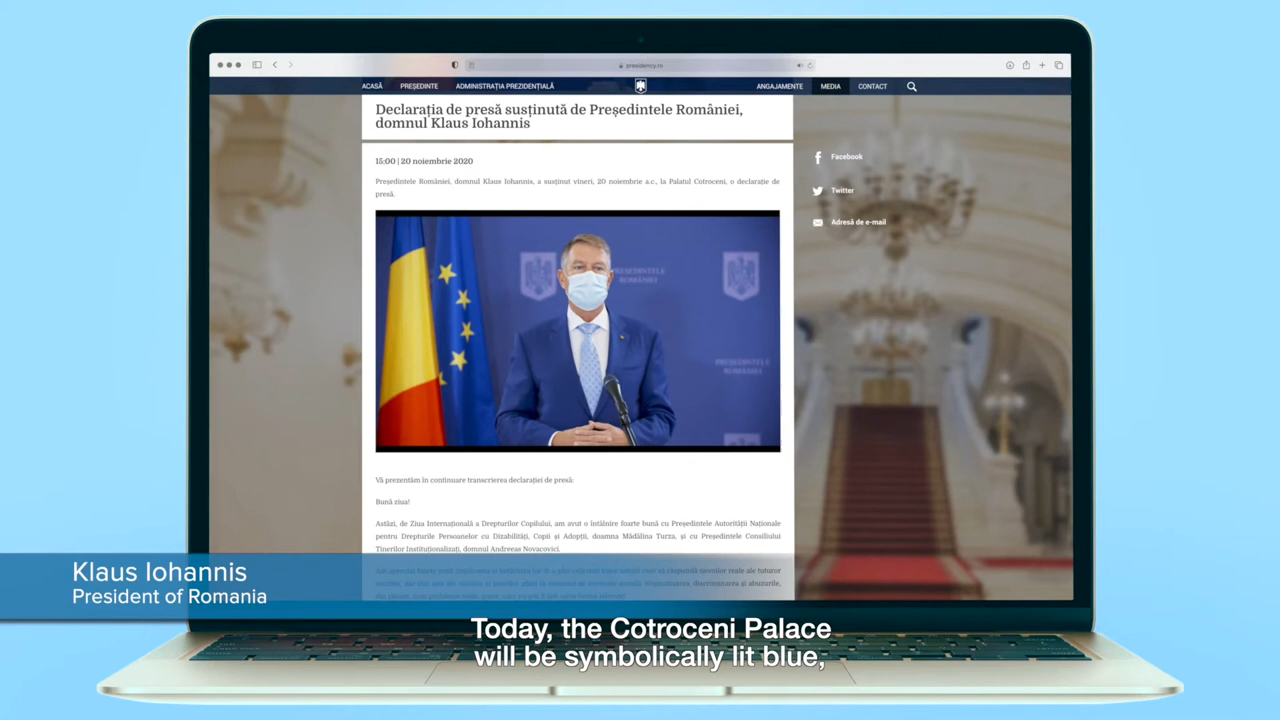 presidency.ro
ACASĂ PREȘEDINTE ADMINISTRAȚIA PREZIDENȚIALĂ ANGAJAMENTE MEDIA CONTACT
Declarația de presă susținută de Președintele României,
domnul Klaus Iohannis
15:00 | 20 noiembrie 2020
Președintele României, domnul Klaus Iohannis, a susținut vineri, 20 noiembrie a.c., la Palatul Cotroceni, o declarație de
presă.
Facebook
Twitter
Adresă de e-mail
PREȘEDINTELE
ROMÂNIEI
PREȘEDINTELE
ROMÂNIEI
Vă prezentăm în continuare transcrierea declarației de presă:
Bună ziua!
Astăzi, de Ziua Internațională a Drepturilor Copilului, am avut o întâlnire foarte bună cu Președintele Autorității Naționale
pentru Drepturile Persoanelor cu Dizabilități, Copii și Adopții, doamna Mădălina Turza, și cu Președintele Consiliului
Tinerilor Instituționalizați, domnul Andreeas Novacovici.
Klaus Iohannis
President of Romania
Today, the Cotroceni Palace
will be symbolically lit blue,